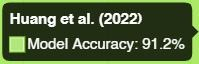 Huang et al. (2022)
Model Accuracy: 91.2%